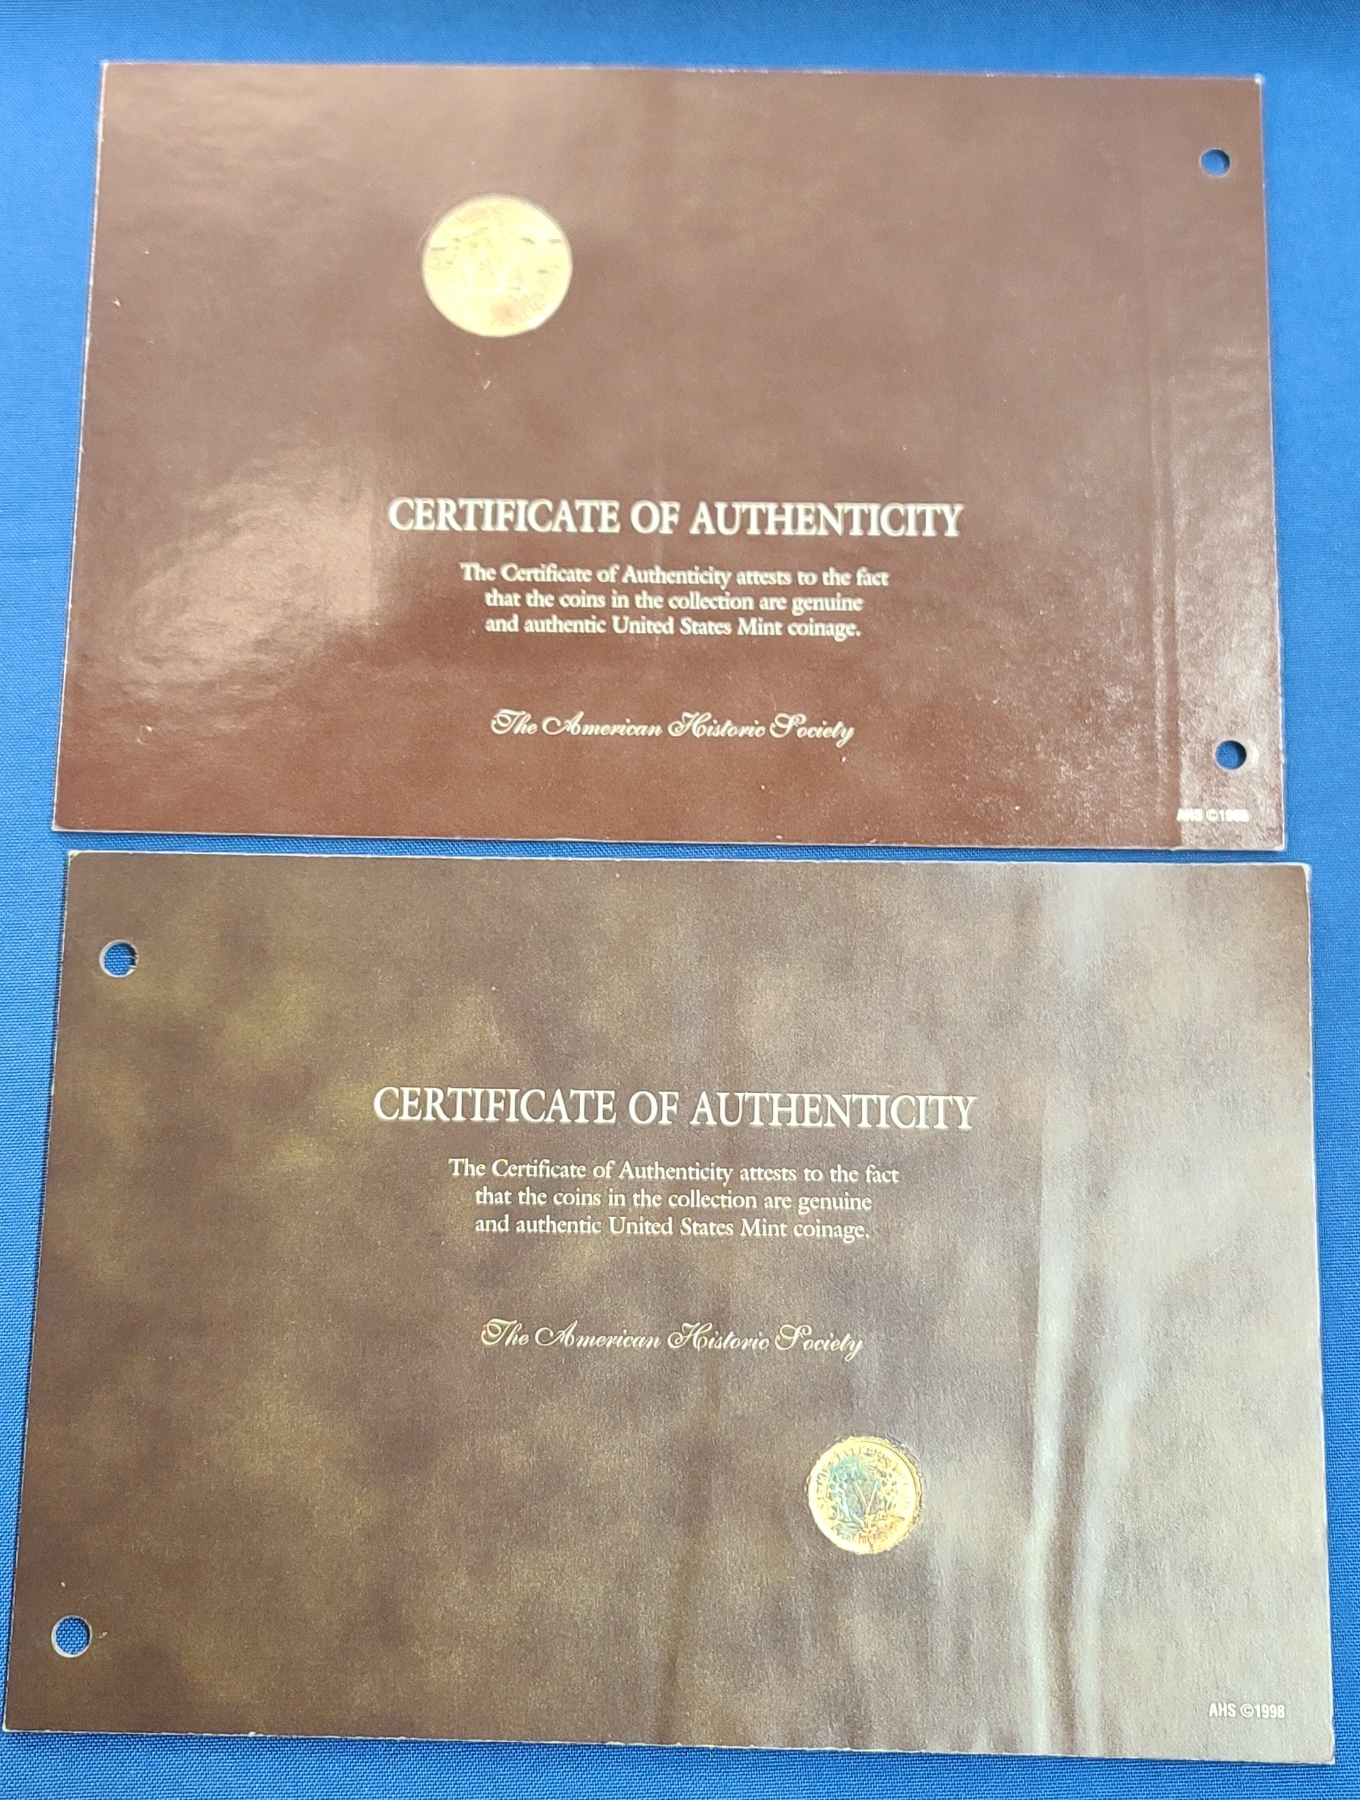 CERTIFICATE OF AUTHENTICITY
The Certificate of Authenticity attests to the fact
that the coins in the collection are genuine
and authentic United States Mint coinage.
The American Historic Society
AHS ©1998
CERTIFICATE OF AUTHENTICITY
The Certificate of Authenticity attests to the fact
that the coins in the collection are genuine
and authentic United States Mint coinage.
The American Historic Society
V
AHS ©1998